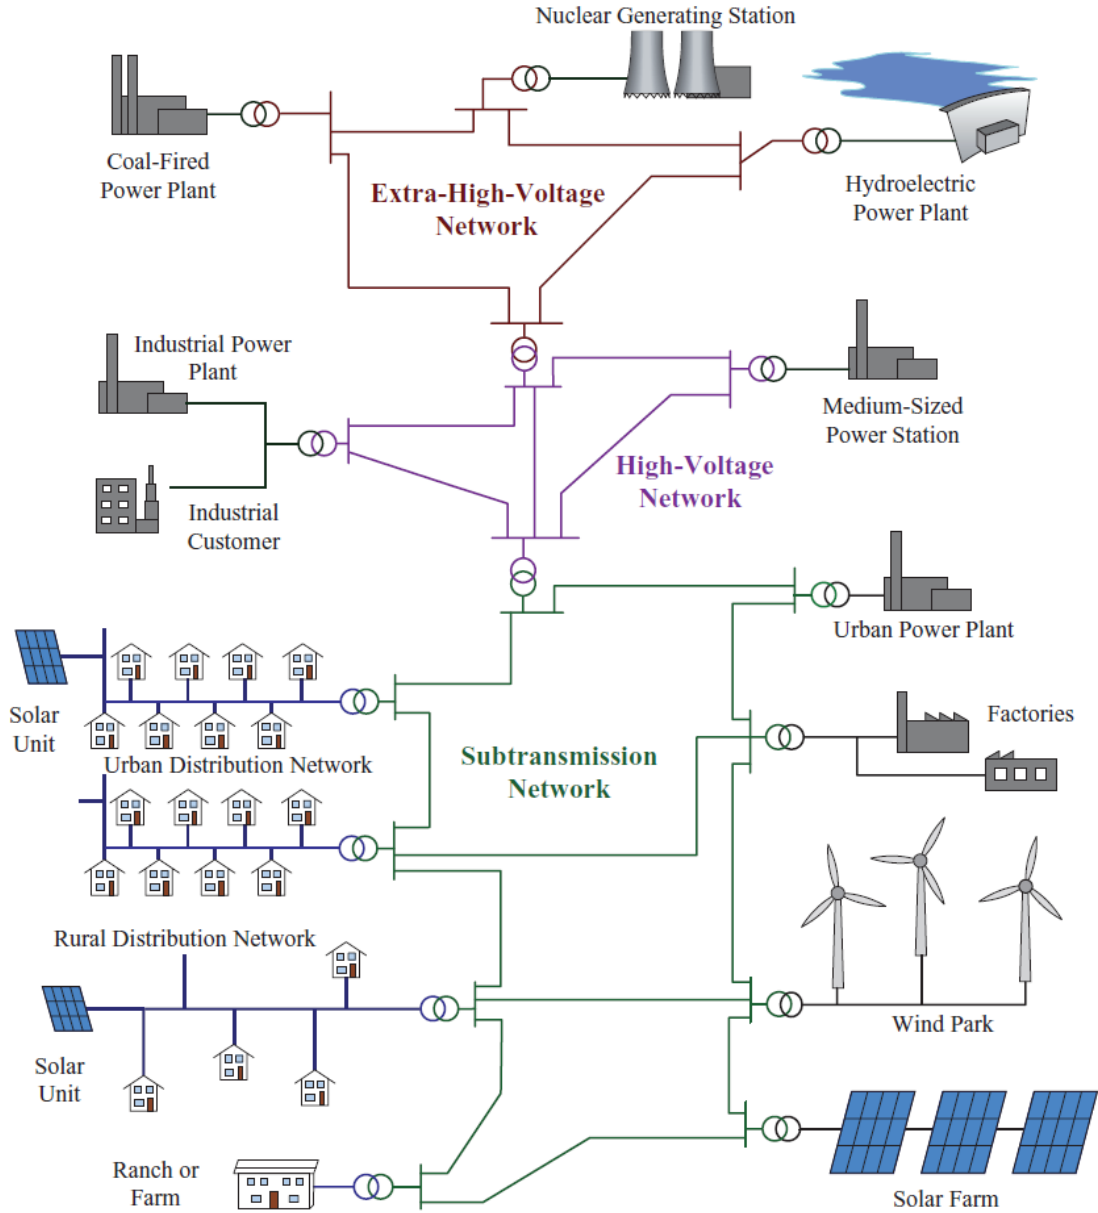 Nuclear Generating Station
Coal-Fired
Power Plant
Extra-High-Voltage
Network
Hydroelectric
Power Plant
Industrial Power
Plant
Medium-Sized
Power Station
High-Voltage
Network
Industrial
Customer
Urban Power Plant
Solar
Unit
Factories
Urban Distribution Network
Subtransmission
Network
Rural Distribution Network
Wind Park
Solar
Unit
Ranch or
Farm
Solar Farm